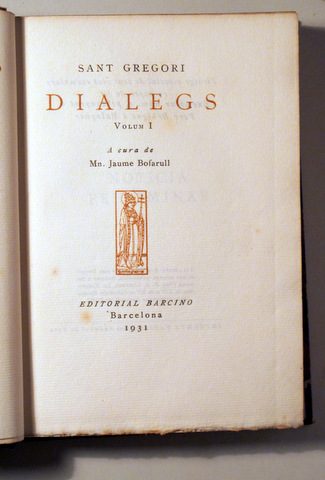 SANT GREGORI
DIALEGS
VOLUM I
A cura de
Mn. Jaume Bofarull
EDITORIAL BARCINO
Barcelona
1931